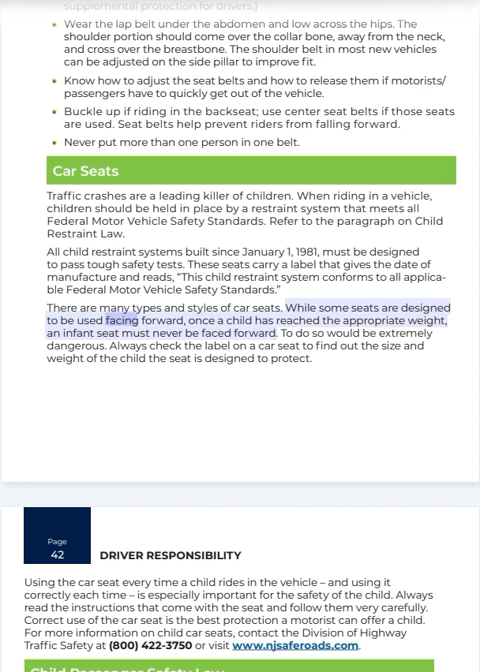 supplemental protection for drivers.)
• Wear the lap belt under the abdomen and low across the hips. The
shoulder portion should come over the collar bone, away from the neck,
and cross over the breastbone. The shoulder belt in most new vehicles
can be adjusted on the side pillar to improve fit.
• Know how to adjust the seat belts and how to release them if motorists/
passengers have to quickly get out of the vehicle.
• Buckle up if riding in the backseat; use center seat belts if those seats
are used. Seat belts help prevent riders from falling forward.
• Never put more than one person in one belt.
Car Seats
Traffic crashes are a leading killer of children. When riding in a vehicle,
children should be held in place by a restraint system that meets all
Federal Motor Vehicle Safety Standards. Refer to the paragraph on Child
Restraint Law.
All child restraint systems built since January 1, 1981, must be designed
to pass tough safety tests. These seats carry a label that gives the date of
manufacture and reads, “This child restraint system conforms to all applica-
ble Federal Motor Vehicle Safety Standards.”
There are many types and styles of car seats. While some seats are designed
to be used facing forward, once a child has reached the appropriate weight,
an infant seat must never be faced forward. To do so would be extremely
dangerous. Always check the label on a car seat to find out the size and
weight of the child the seat is designed to protect.
Page
42
DRIVER RESPONSIBILITY
Using the car seat every time a child rides in the vehicle – and using it
correctly each time – is especially important for the safety of the child. Always
read the instructions that come with the seat and follow them very carefully.
Correct use of the car seat is the best protection a motorist can offer a child.
For more information on child car seats, contact the Division of Highway
Traffic Safety at (800) 422-3750 or visit www.njsaferoads.com.
Child Passenger Safety Law